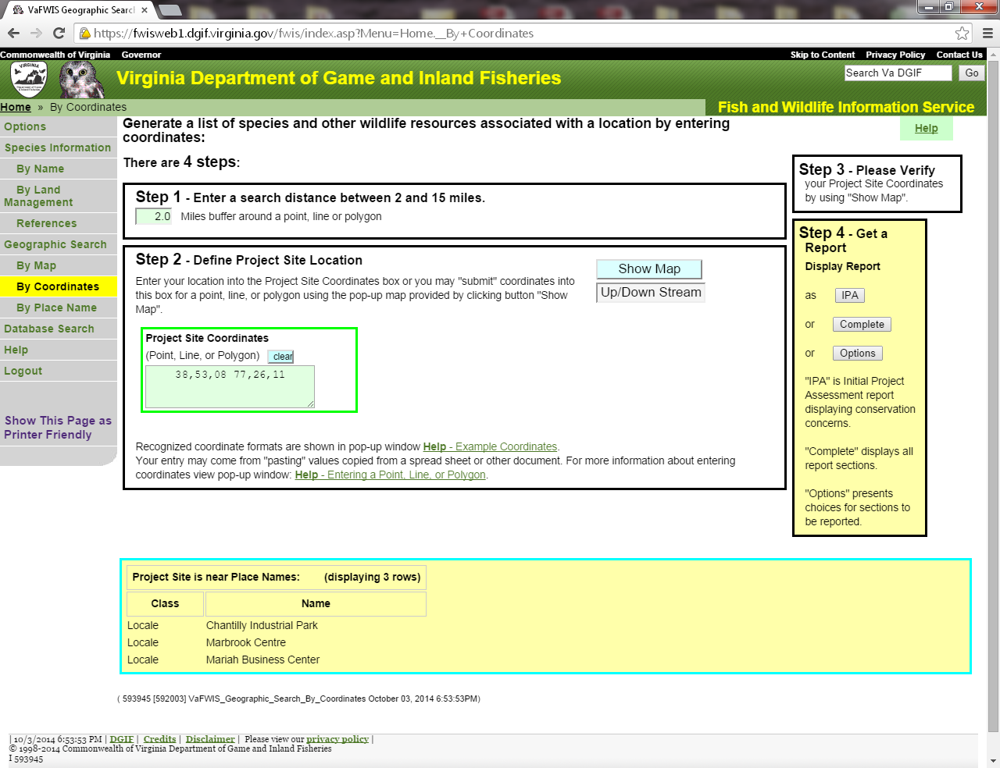 VaFWIS Geographic Searcl
https://fwisweb1.dgif.virginia.gov/fwis/index.asp?Menu=Home.__By+Coordinates
Commonwealth of Virginia Governor Skip to Content Privacy Policy Contact Us
Virginia Department of Game and Inland Fisheries
Search Va DGIF Go
Home » By Coordinates
Fish and Wildlife Information Service
Options
Species Information
By Name
By Land
Management
References
Geographic Search
By Map
By Coordinates
By Place Name
Database Search
Help
Logout
Show This Page as
Printer Friendly
Generate a list of species and other wildlife resources associated with a location by entering
coordinates:
Help
There are 4 steps:
Step 1 - Enter a search distance between 2 and 15 miles.
2.0 Miles buffer around a point, line or polygon
Step 2 - Define Project Site Location
Enter your location into the Project Site Coordinates box or you may "submit" coordinates into
this box for a point, line, or polygon using the pop-up map provided by clicking button "Show
Map".
Show Map
Up/Down Stream
Project Site Coordinates
(Point, Line, or Polygon) clear
38,53,08 77,26,11
Recognized coordinate formats are shown in pop-up window Help - Example Coordinates.
Your entry may come from "pasting" values copied from a spread sheet or other document. For more information about entering
coordinates view pop-up window: Help - Entering a Point, Line, or Polygon.
Step 3 - Please Verify
your Project Site Coordinates
by using "Show Map".
Step 4 - Get a
Report
Display Report
as IPA
or Complete
or Options
"IPA" is Initial Project
Assessment report
displaying conservation
concerns.
"Complete" displays all
report sections.
"Options" presents
choices for sections to
be reported.
Project Site is near Place Names: (displaying 3 rows)
Class Name
Locale Chantilly Industrial Park
Locale Marbrook Centre
Locale Mariah Business Center
( 593945 [592003] VaFWIS_Geographic_Search_By_Coordinates October 03, 2014 6:53:53PM)
| 10/3/2014 6:53:53 PM | DGIF | Credits | Disclaimer | Please view our privacy policy |
© 1998-2014 Commonwealth of Virginia Department of Game and Inland Fisheries
I 593945